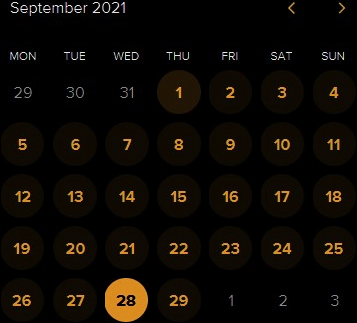 September 2021
MON TUE WED THU FRI SAT SUN
29 30 31 1 2 3 4
5 6 7 8 9 10 11
12 13 14 15 16 17 18
19 20 21 22 23 24 25
26 27 28 29 1 2 3